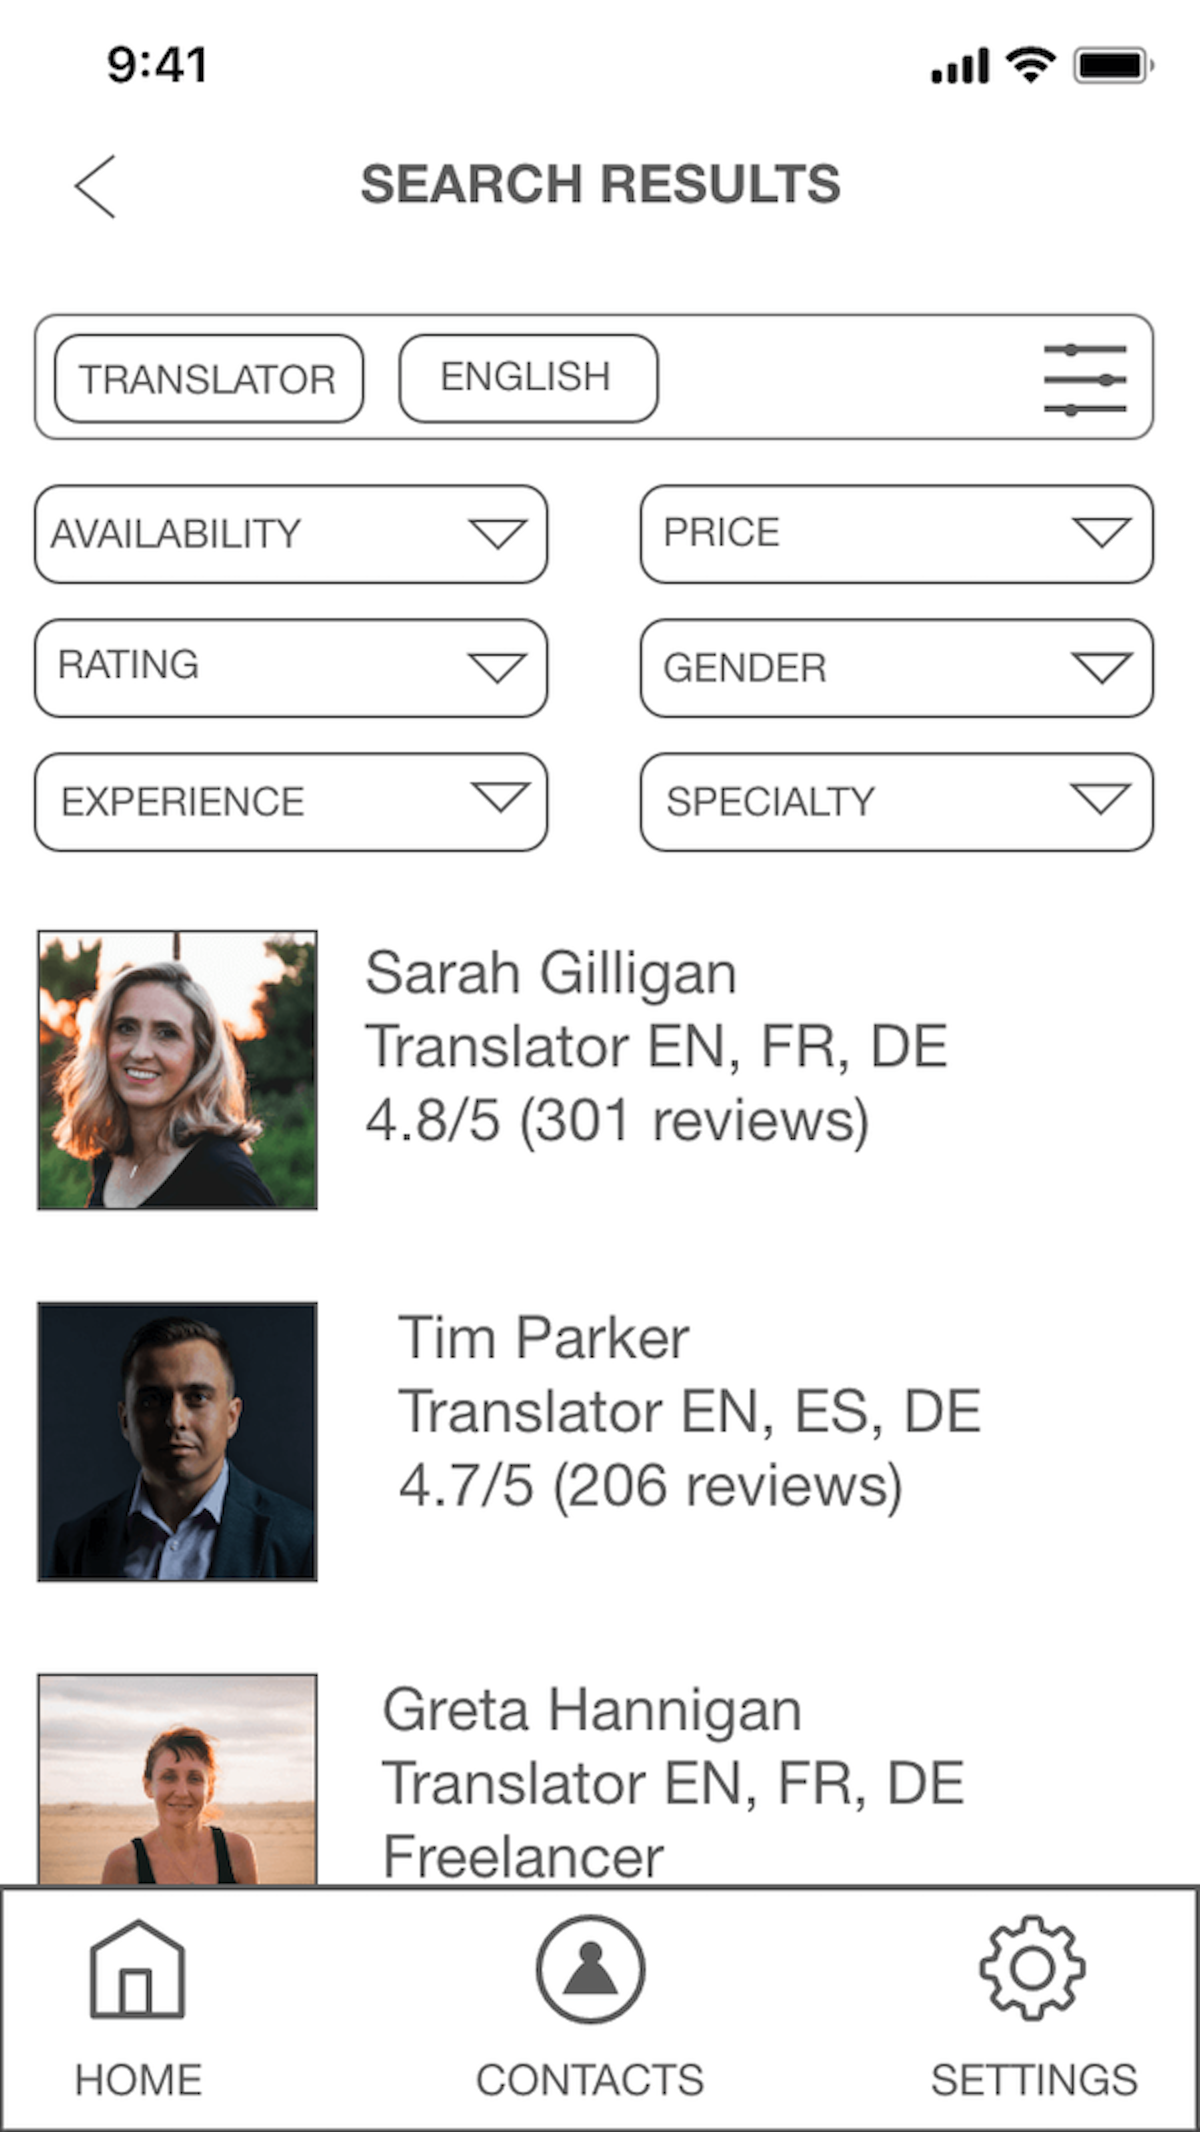 9:41
SEARCH RESULTS
TRANSLATOR
ENGLISH
AVAILABILITY
PRICE
RATING
GENDER
EXPERIENCE
SPECIALTY
Sarah Gilligan
Translator EN, FR, DE
4.8/5 (301 reviews)
Tim Parker
Translator EN, ES, DE
4.7/5 (206 reviews)
Greta Hannigan
Translator EN, FR, DE
Freelancer
HOME
CONTACTS
SETTINGS